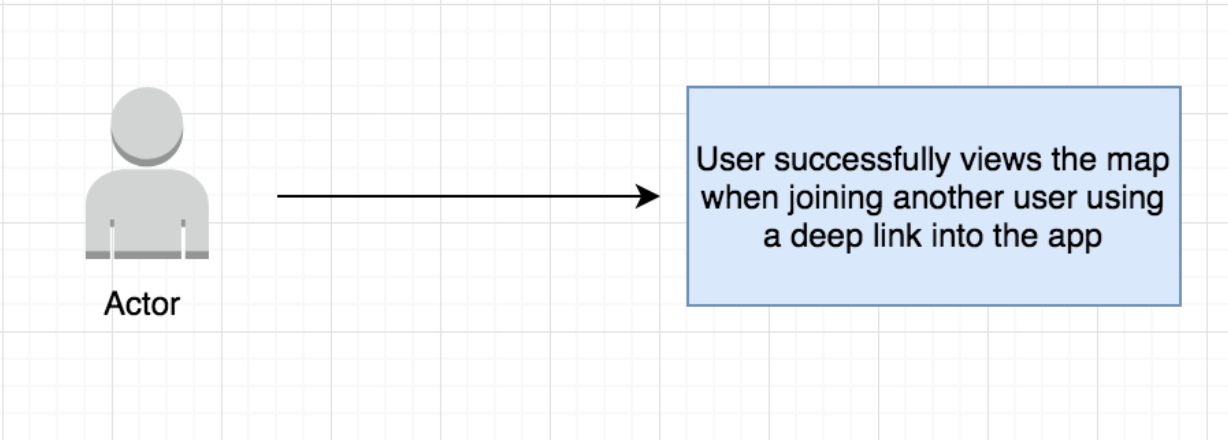 User successfully views the map
when joining another user using
a deep link into the app
Actor